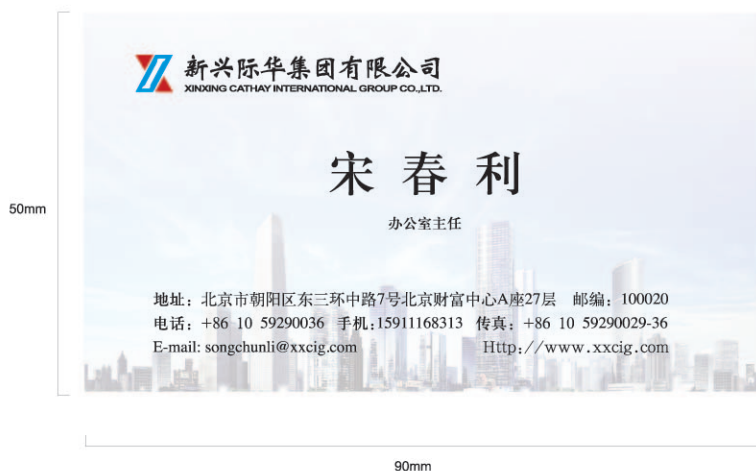 新兴际华集团有限公司
XINXING CATHAY INTERNATIONAL GROUP CO.,LTD.
宋春利
办公室主任
50mm
地址：北京市朝阳区东三环中路7号北京财富中心A座27层 邮编：100020
电话：+86 10 59290036 手机:15911168313 传真：+86 10 59290029-36
E-mail: songchunli@xxcig.com Http://www.xxcig.com
90mm